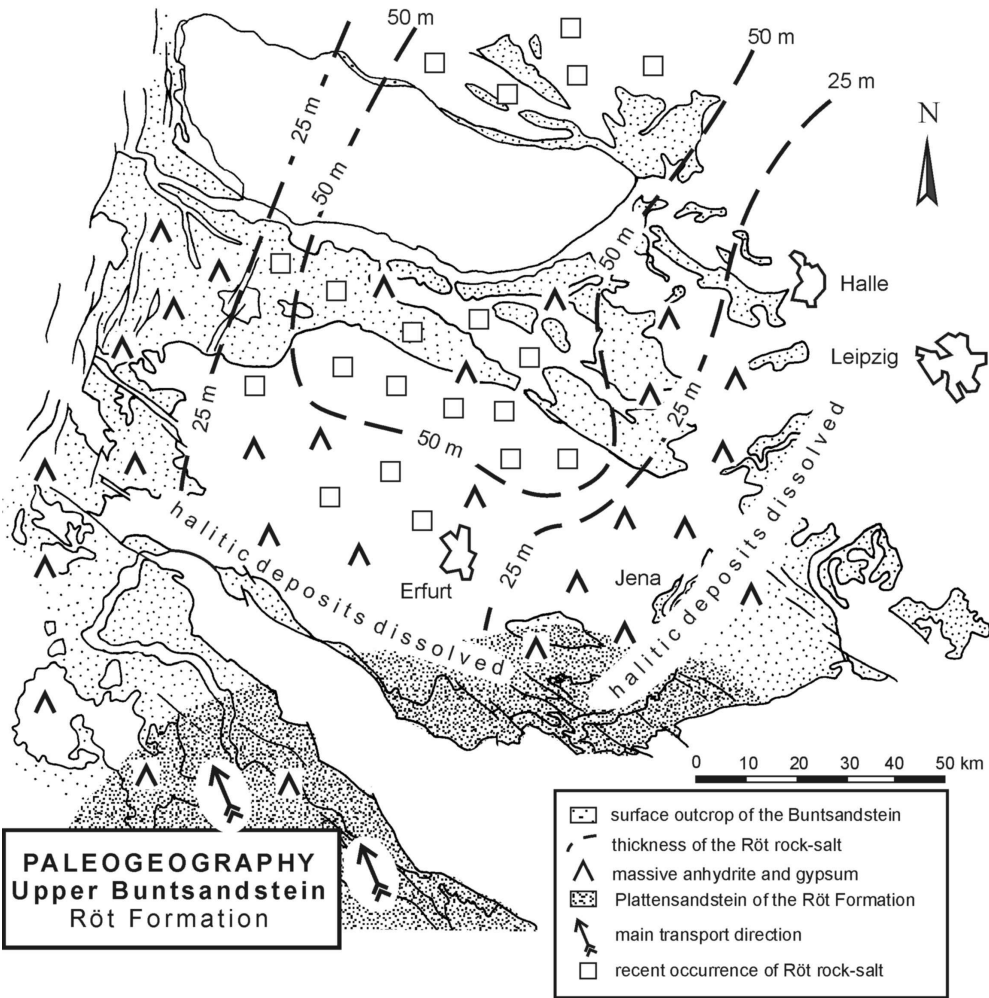 50 m
50 m
25 m
N
25 m
50 m
50 m
Halle
Leipzig
25 m
25 m
50 m
halitic deposits dissolved
halitic deposits dissolved
25 m
Erfurt
Jena
0 10 20 30 40 50 km
PALEOGEOGRAPHY
Upper Buntsandstein
Röt Formation
surface outcrop of the Buntsandstein
thickness of the Röt rock-salt
massive anhydrite and gypsum
Plattensandstein of the Röt Formation
main transport direction
recent occurrence of Röt rock-salt